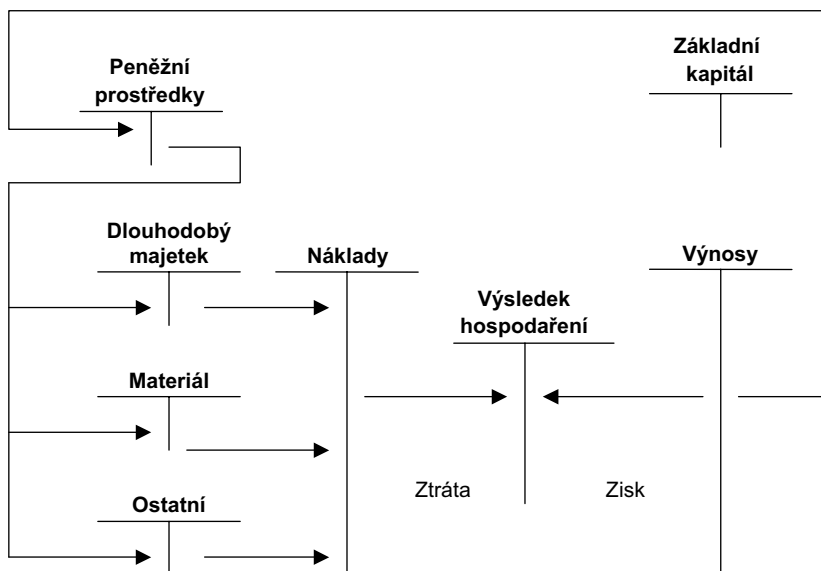 Peněžní
prostředky
Základní
kapitál
Dlouhodobý
majetek
Náklady
Výnosy
Výsledek
hospodaření
Materiál
Ztráta
Zisk
Ostatní